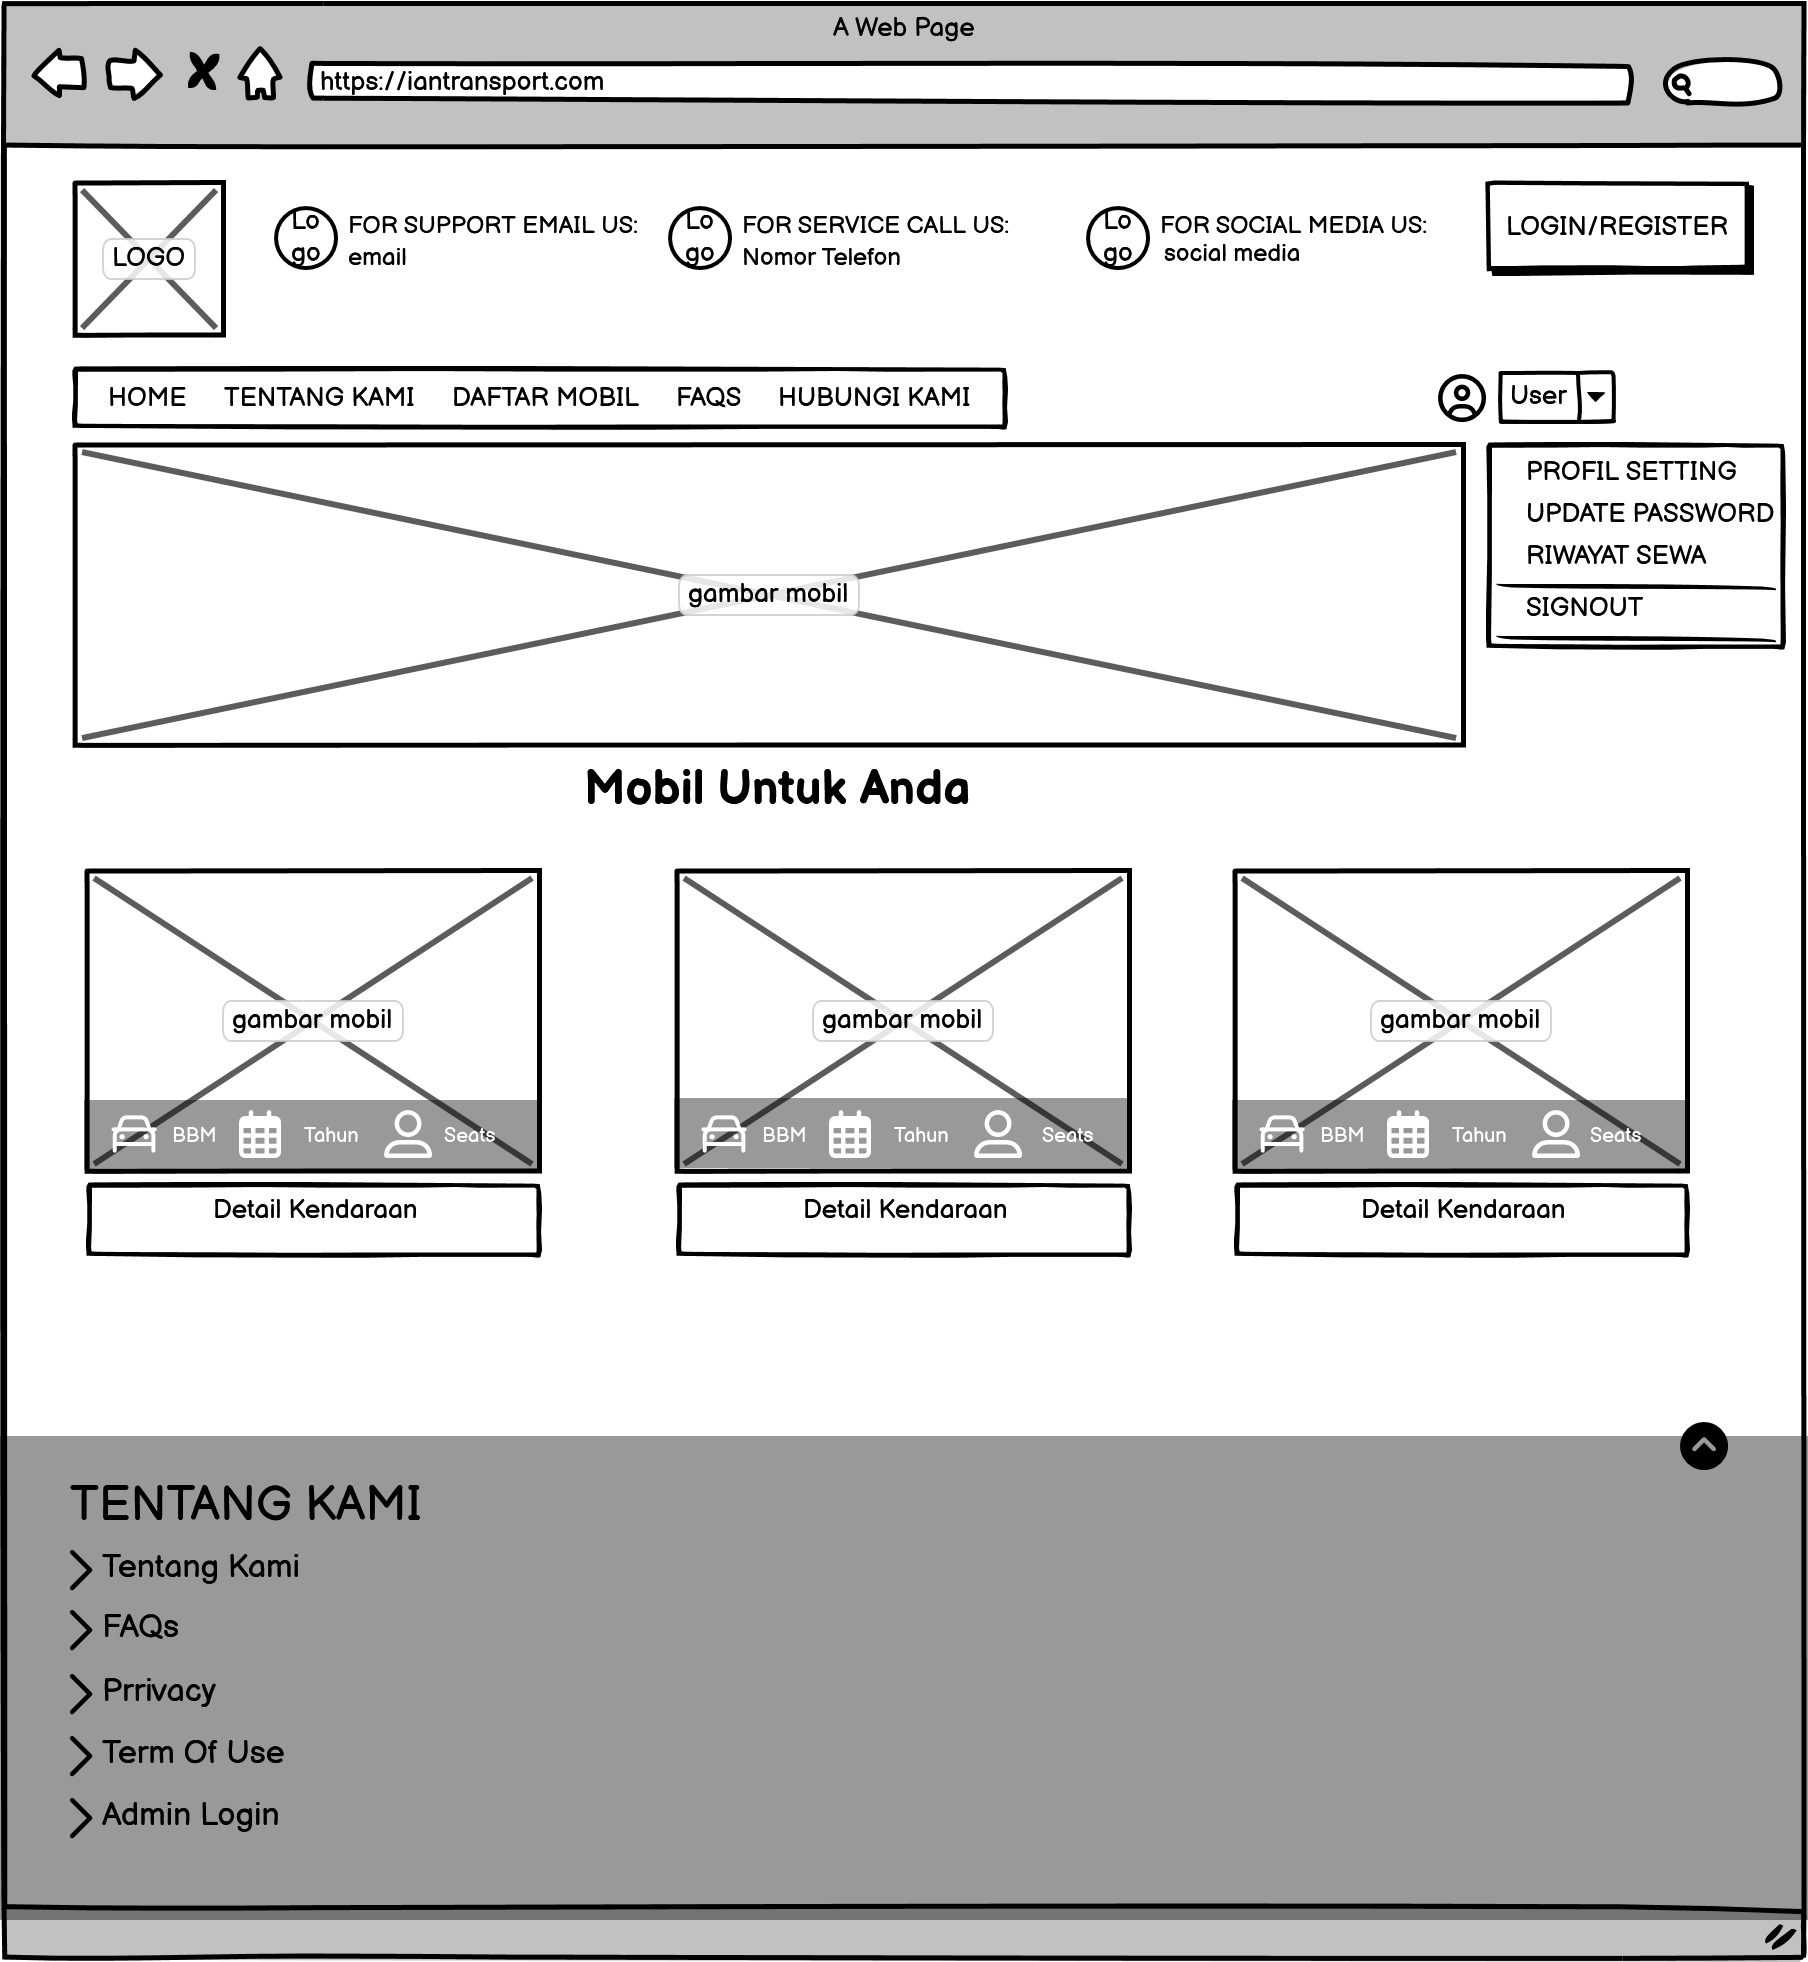 A Web Page
https://iantransport.com
LOGO
Lo
go
FOR SUPPORT EMAIL US:
email
Lo
go
FOR SERVICE CALL US:
Nomor Telefon
Lo
go
FOR SOCIAL MEDIA US:
social media
LOGIN/REGISTER
HOME TENTANG KAMI DAFTAR MOBIL FAQS HUBUNGI KAMI
User
PROFIL SETTING
UPDATE PASSWORD
RIWAYAT SEWA
SIGNOUT
gambar mobil
Mobil Untuk Anda
gambar mobil
BBM Tahun Seats
Detail Kendaraan
gambar mobil
BBM Tahun Seats
Detail Kendaraan
gambar mobil
BBM Tahun Seats
Detail Kendaraan
TENTANG KAMI
Tentang Kami
FAQs
Prrivacy
Term Of Use
Admin Login